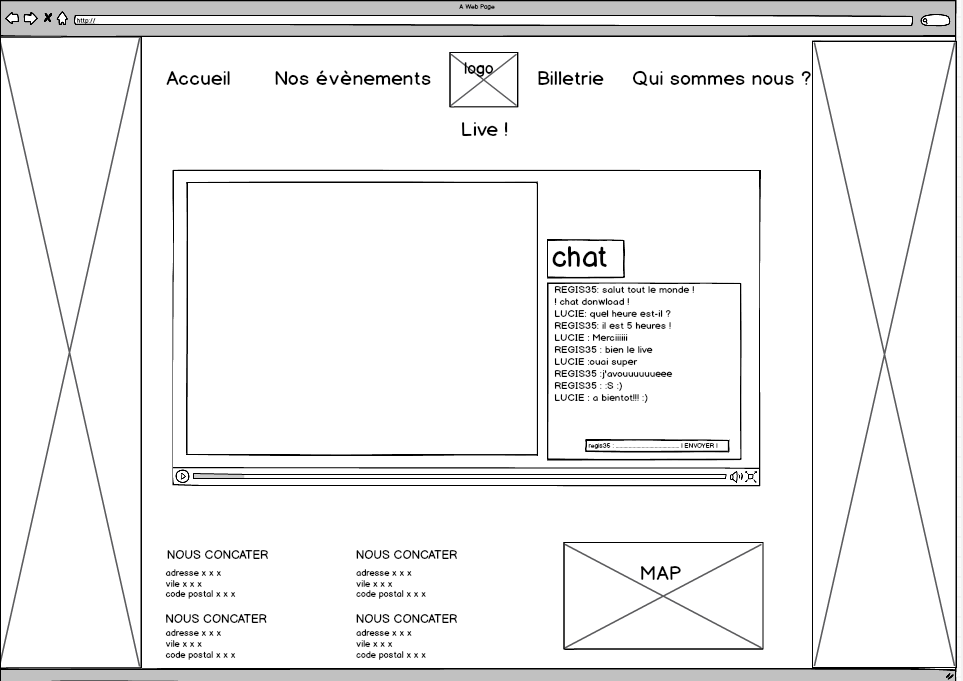 A Web Page
http://
Accueil
Nos évènements
logo
Billetrie
Qui sommes nous ?
Live !
chat
REGIS35: salut tout le monde !
! chat donwload !
LUCIE: quel heure est-il ?
REGIS35: il est 5 heures !
LUCIE : Merciiiiii
REGIS35 : bien le live
LUCIE :ouai super
REGIS35 :j'avouuuuuueee
REGIS35 : :S :)
LUCIE : a bientot!!! :)
regis35 : .............................. | ENVOYER |
NOUS CONCATER
adresse x x x
vile x x x
code postal x x x
NOUS CONCATER
adresse x x x
vile x x x
code postal x x x
MAP
NOUS CONCATER
adresse x x x
vile x x x
code postal x x x
NOUS CONCATER
adresse x x x
vile x x x
code postal x x x